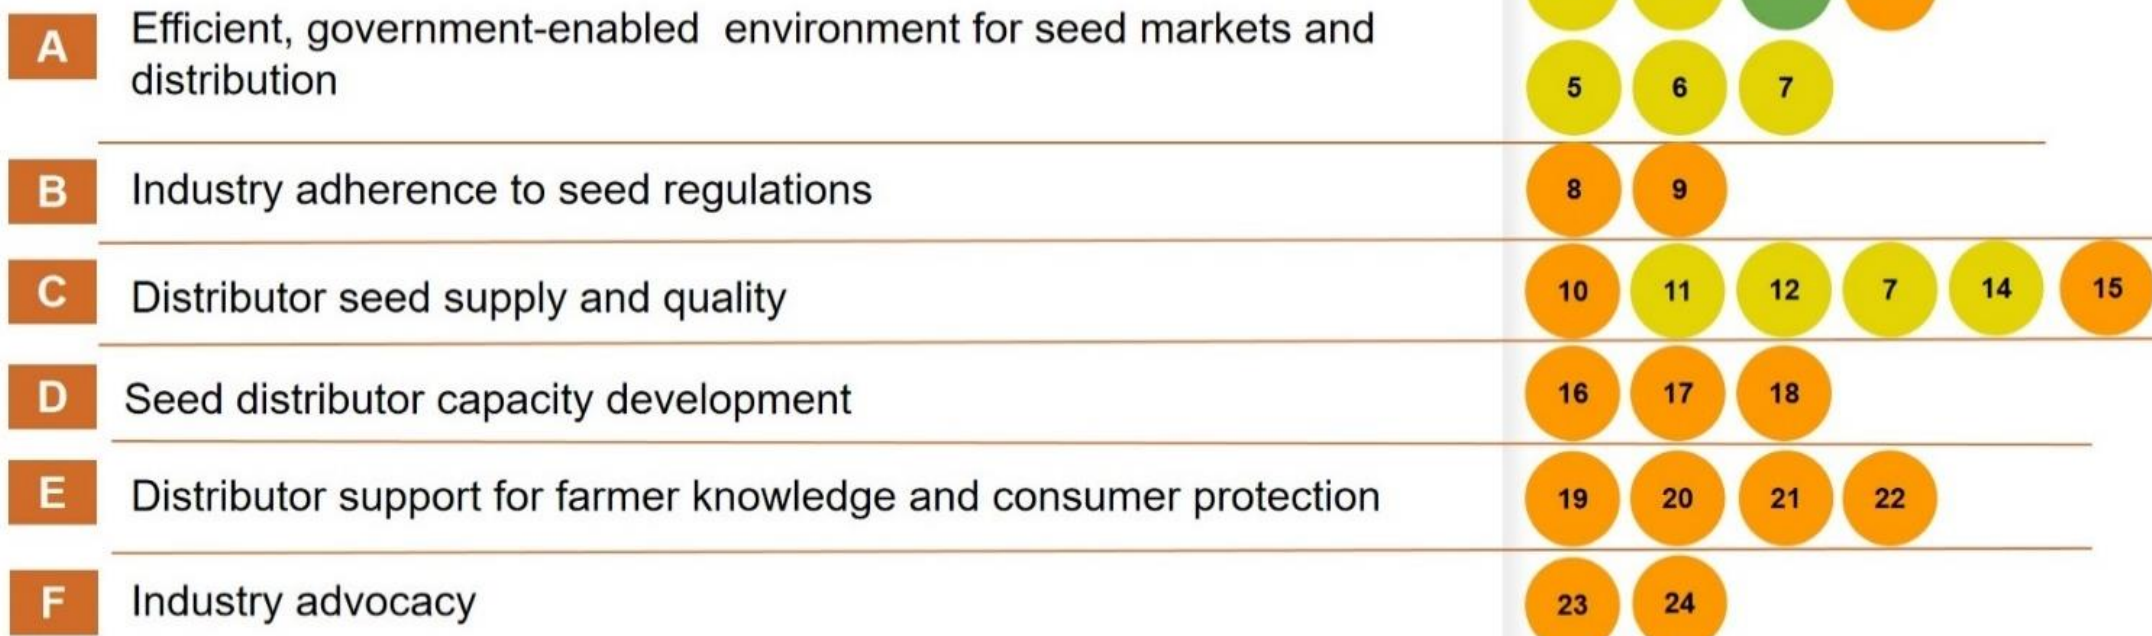 A Efficient, government-enabled environment for seed markets and
distribution
5 6 7
B Industry adherence to seed regulations 8 9
C Distributor seed supply and quality 10 11 12 7 14 15
D Seed distributor capacity development 16 17 18
E Distributor support for farmer knowledge and consumer protection 19 20 21 22
F Industry advocacy 23 24